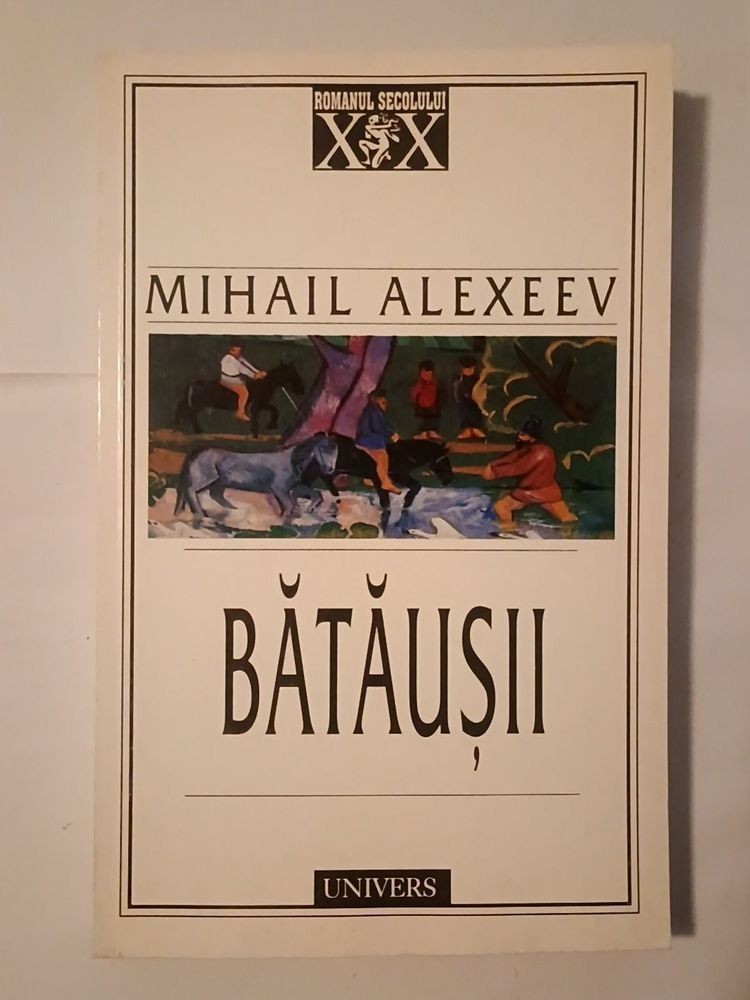 ROMANUL SECOLULUI
XX
MIHAIL ALEXEEV
BĂTĂUȘII
UNIVERS